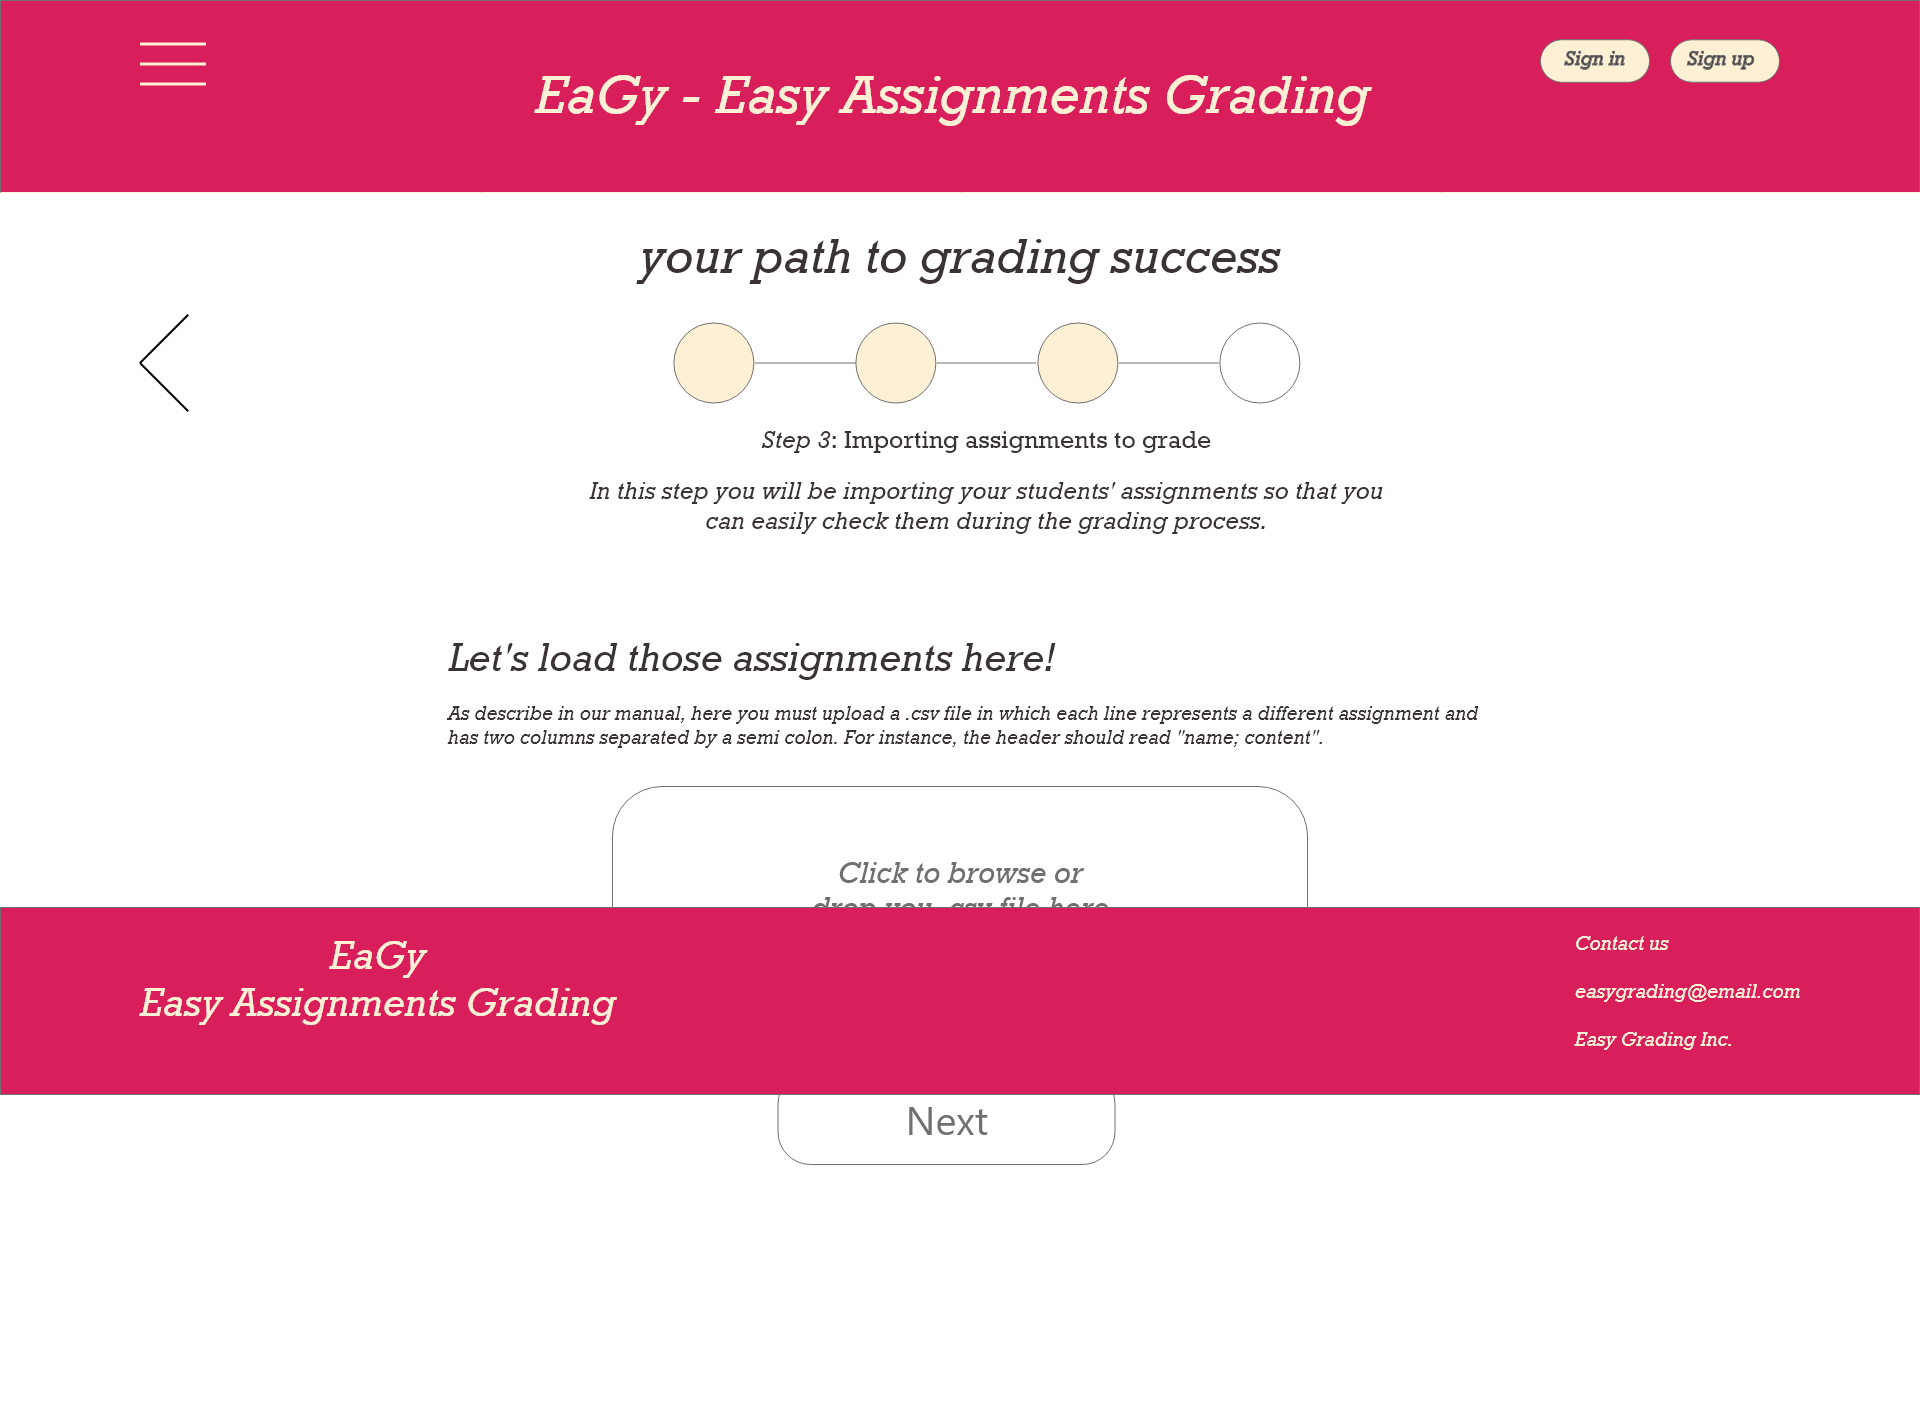 EaGy - Easy Assignments Grading
Sign in
Sign up
your path to grading success
Step 3: Importing assignments to grade
In this step you will be importing your students' assignments so that you
can easily check them during the grading process.
Let's load those assignments here!
As describe in our manual, here you must upload a .csv file in which each line represents a different assignment and
has two columns separated by a semi colon. For instance, the header should read "name; content".
Click to browse or
drop you .csv file here
EaGy
Easy Assignments Grading
Contact us
easygrading@email.com
Easy Grading Inc.
Next